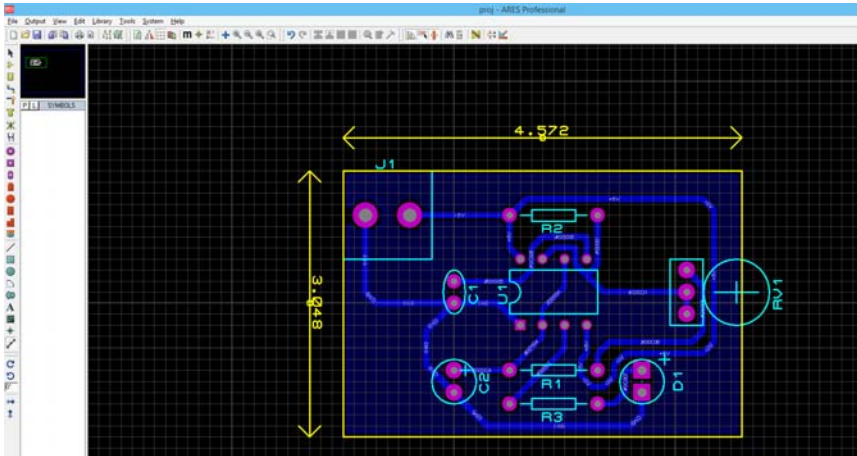 proj - ARES Professional
File Output View Edit Library Tools System Help
P L SYMBOLS
4.572
J1
R2
3.048
C1
U1
RV1
C2
R1
D1
R3